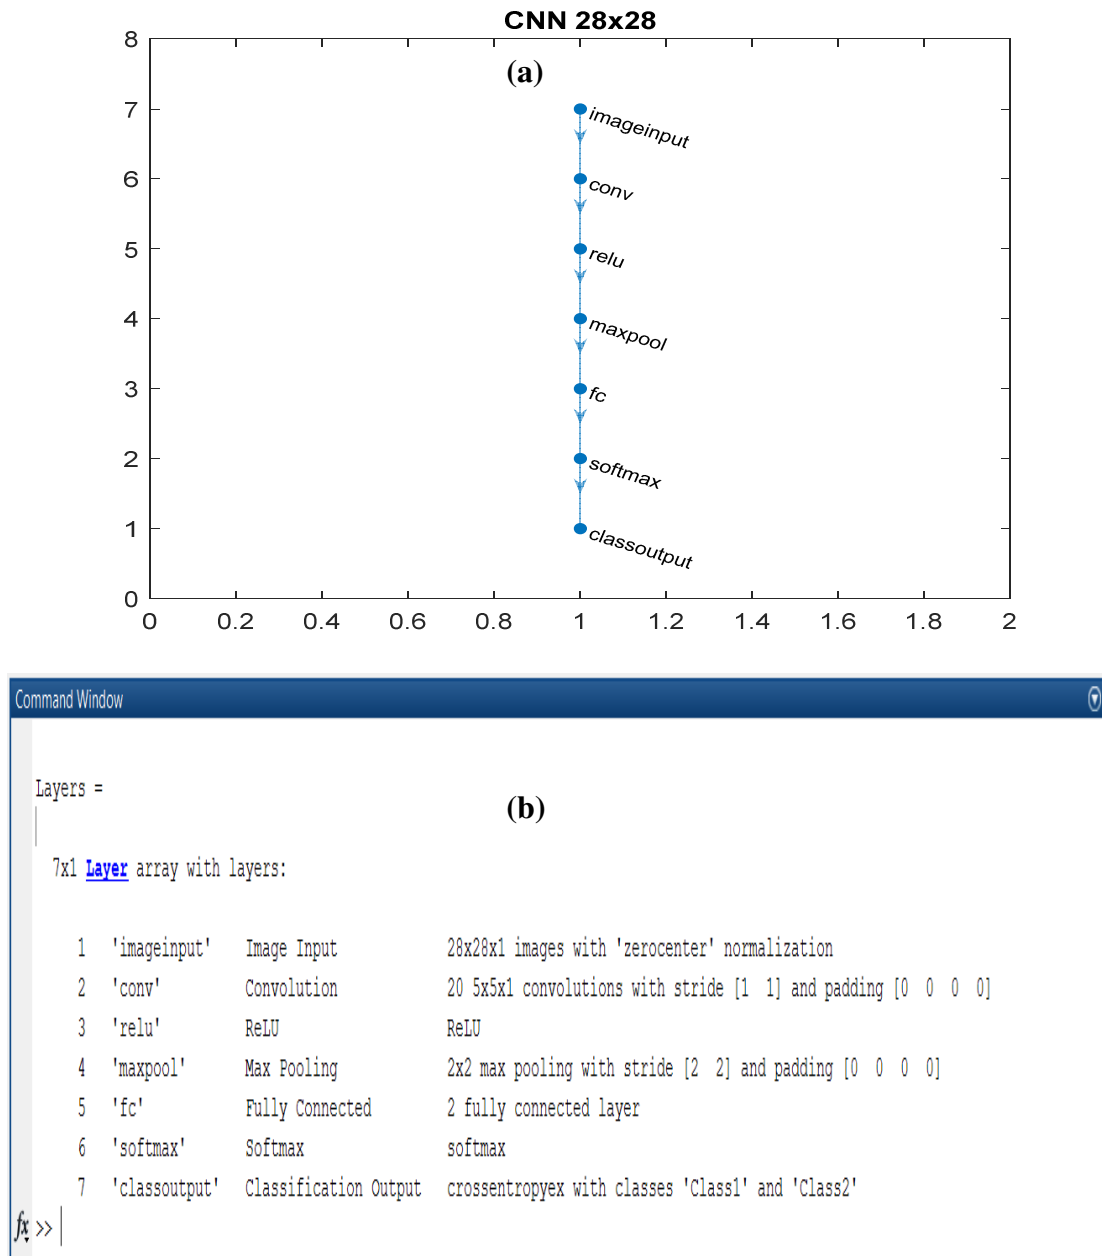 CNN 28x28
(a)
8
7
6
5
4
3
2
1
0
imageinput
conv
relu
maxpool
fc
softmax
classoutput
0 0.2 0.4 0.6 0.8 1 1.2 1.4 1.6 1.8 2
Command Window
Layers =
(b)
7x1 Layer array with layers:
1 'imageinput' Image Input 28x28x1 images with 'zerocenter' normalization
2 'conv' Convolution 20 5x5x1 convolutions with stride [1 1] and padding [0 0 0 0]
3 'relu' ReLU ReLU
4 'maxpool' Max Pooling 2x2 max pooling with stride [2 2] and padding [0 0 0 0]
5 'fc' Fully Connected 2 fully connected layer
6 'softmax' Softmax softmax
7 'classoutput' Classification Output crossentropyex with classes 'Class1' and 'Class2'
fx >>